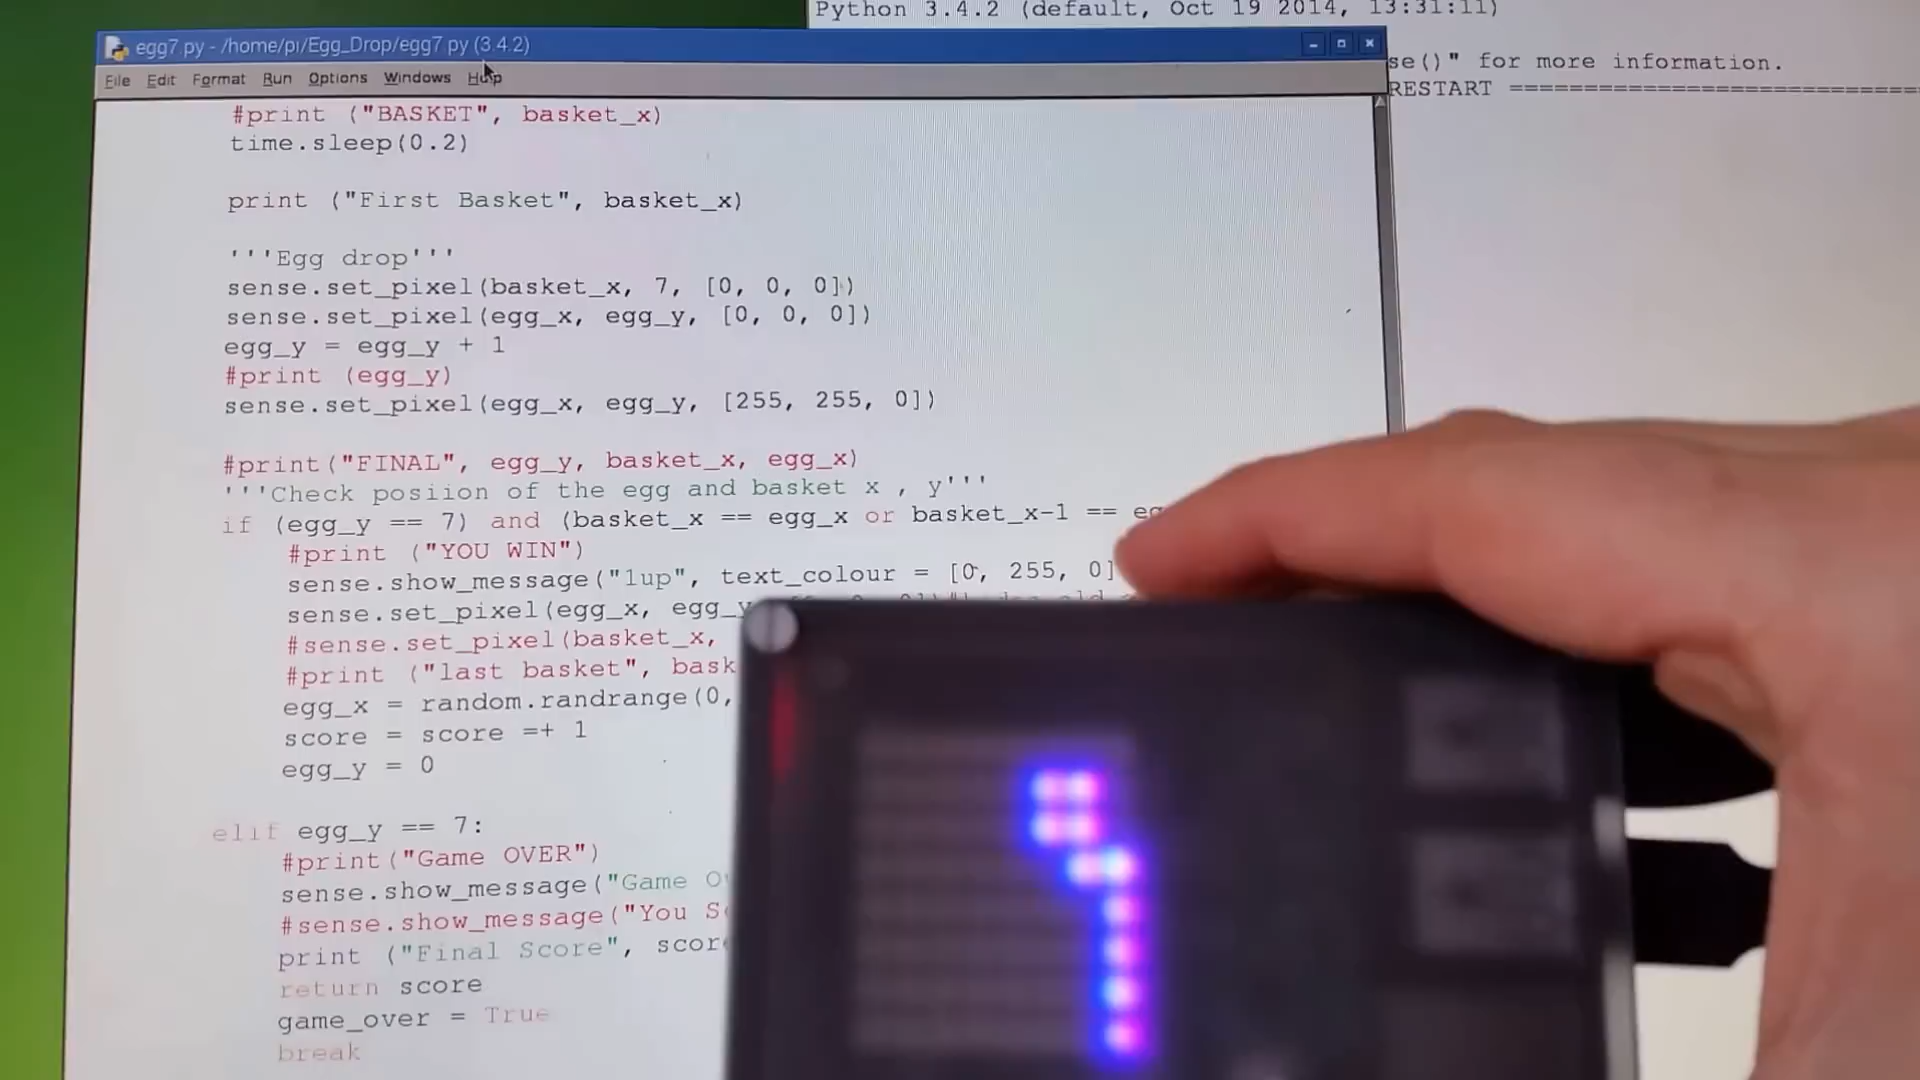 Python 3.4.2 (default, Oct 19 2014, 13:31:11)
se()" for more information.
RESTART ==============================
egg7.py - /home/pi/Egg_Drop/egg7.py (3.4.2)
File Edit Format Run Options Windows Help
#print ("BASKET", basket_x)
time.sleep(0.2)
print ("First Basket", basket_x)
'''Egg drop'''
sense.set_pixel(basket_x, 7, [0, 0, 0])
sense.set_pixel(egg_x, egg_y, [0, 0, 0])
egg_y = egg_y + 1
#print (egg_y)
sense.set_pixel(egg_x, egg_y, [255, 255, 0])
#print("FINAL", egg_y, basket_x, egg_x)
'''Check posiion of the egg and basket x , y'''
if (egg_y == 7) and (basket_x == egg_x or basket_x-1 == eg
#print ("YOU WIN")
sense.show_message("1up", text_colour = [0, 255, 0]
sense.set_pixel(egg_x, egg_y
#sense.set_pixel(basket_x,
#print ("last basket", bask
egg_x = random.randrange(0,
score = score =+ 1
egg_y = 0
elif egg_y == 7:
#print("Game OVER")
sense.show_message("Game O
#sense.show_message("You S
print ("Final Score", scor
return score
game_over = True
break